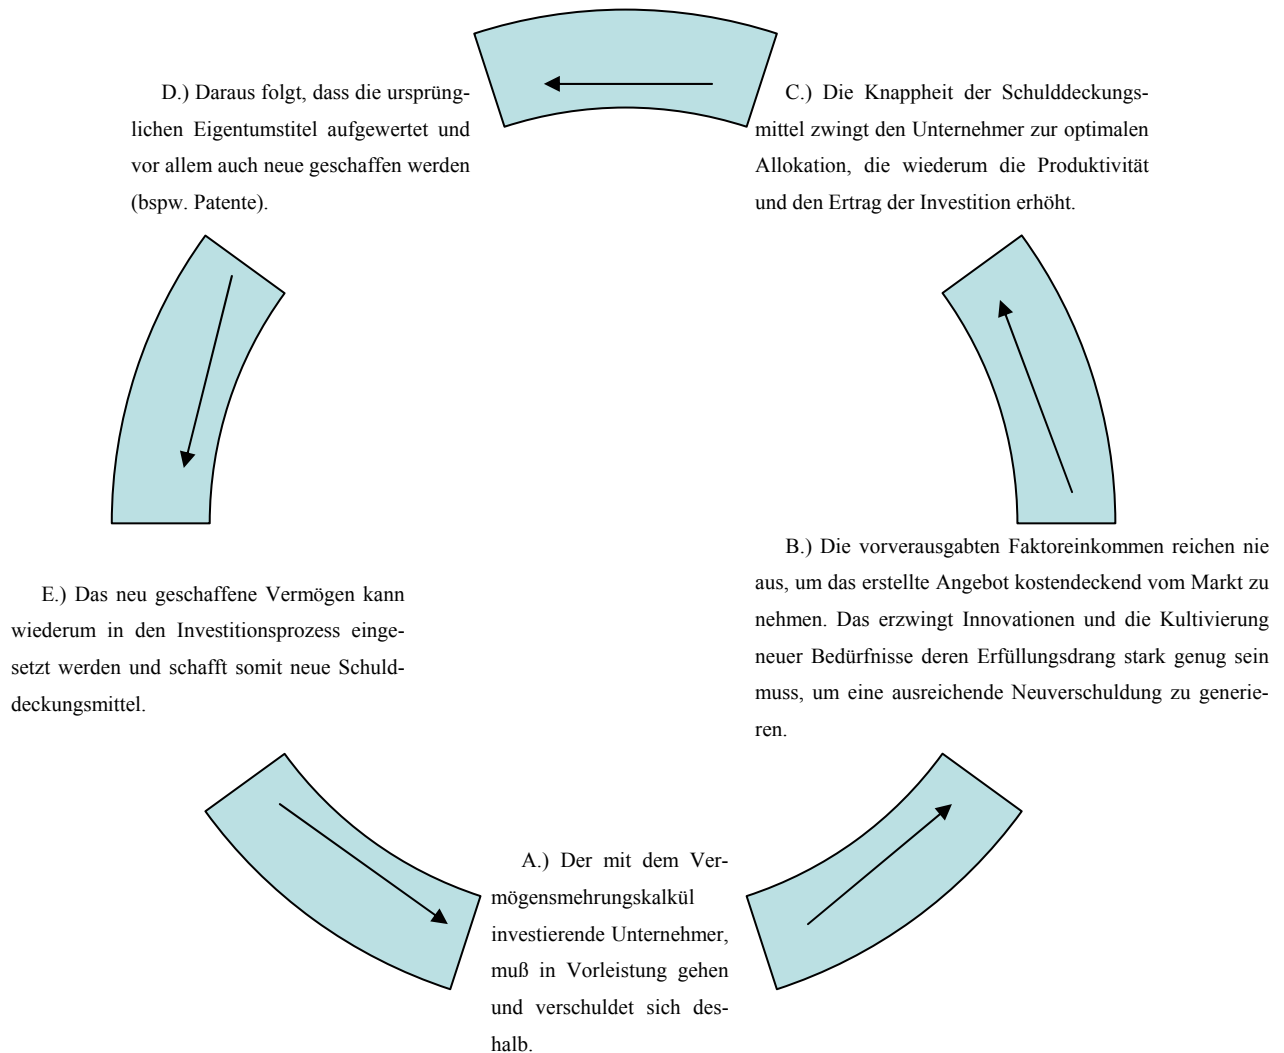 D.) Daraus folgt, dass die ursprüng-
lichen Eigentumstitel aufgewertet und
vor allem auch neue geschaffen werden
(bspw. Patente).
C.) Die Knappheit der Schulddeckungs-
mittel zwingt den Unternehmer zur optimalen
Allokation, die wiederum die Produktivität
und den Ertrag der Investition erhöht.
B.) Die vorverausgabten Faktoreinkommen reichen nie
aus, um das erstellte Angebot kostendeckend vom Markt zu
nehmen. Das erzwingt Innovationen und die Kultivierung
neuer Bedürfnisse deren Erfüllungsdrang stark genug sein
muss, um eine ausreichende Neuverschuldung zu generie-
ren.
E.) Das neu geschaffene Vermögen kann
wiederum in den Investitionsprozess einge-
setzt werden und schafft somit neue Schuld-
deckungsmittel.
A.) Der mit dem Ver-
mögensmehrungskalkül
investierende Unternehmer,
muß in Vorleistung gehen
und verschuldet sich des-
halb.